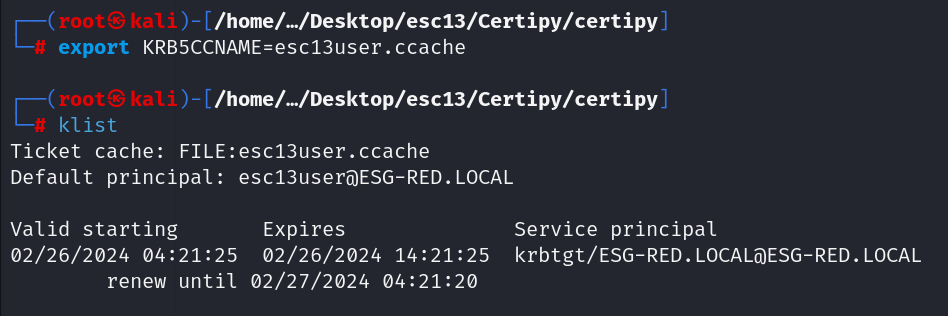 ┌──(root㉿kali)-[/home/…/Desktop/esc13/Certipy/certipy]
└─# export KRB5CCNAME=esc13user.ccache
┌──(root㉿kali)-[/home/…/Desktop/esc13/Certipy/certipy]
└─# klist
Ticket cache: FILE:esc13user.ccache
Default principal: esc13user@ESG-RED.LOCAL
Valid starting       Expires              Service principal
02/26/2024 04:21:25  02/26/2024 14:21:25  krbtgt/ESG-RED.LOCAL@ESG-RED.LOCAL
        renew until 02/27/2024 04:21:20